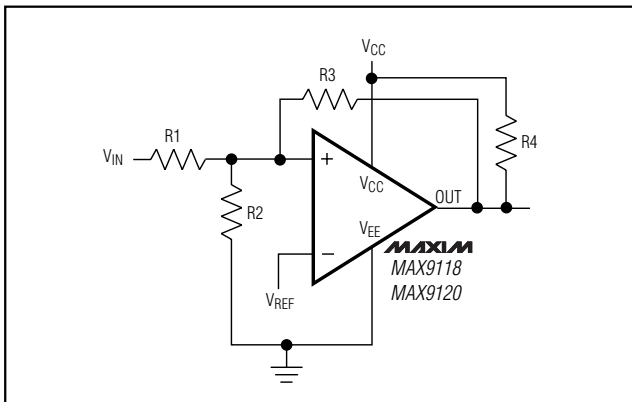 VCC
R3
R1
VIN
R4
+
VCC
OUT
R2
VEE
−
MAXIM
MAX9118
MAX9120
VREF